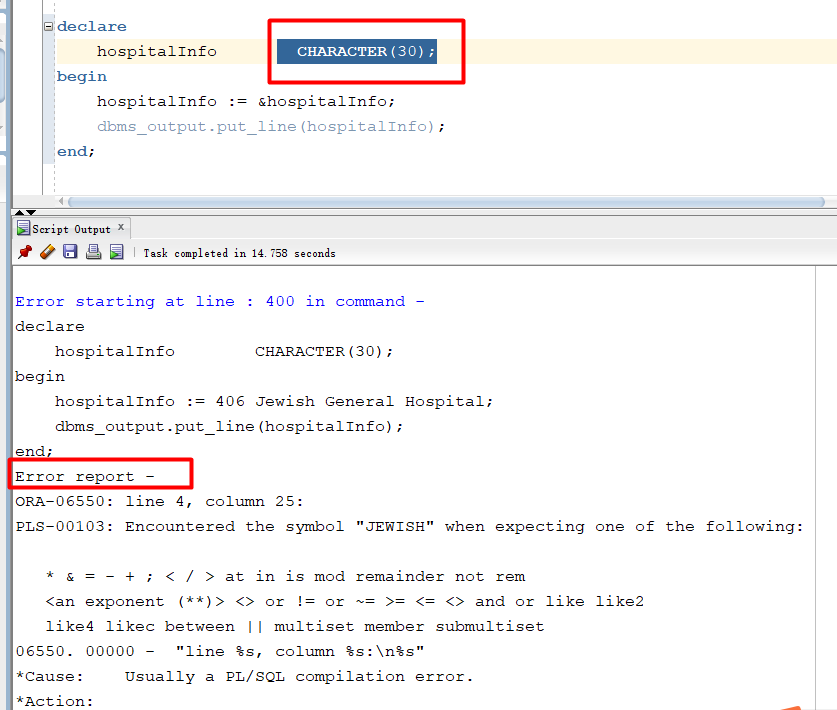 declare
hospitalInfo CHARACTER(30);
begin
hospitalInfo := &hospitalInfo;
dbms_output.put_line(hospitalInfo);
end;
Script Output x
Task completed in 14.758 seconds
Error starting at line : 400 in command -
declare
hospitalInfo CHARACTER(30);
begin
hospitalInfo := 406 Jewish General Hospital;
dbms_output.put_line(hospitalInfo);
end;
Error report -
ORA-06550: line 4, column 25:
PLS-00103: Encountered the symbol "JEWISH" when expecting one of the following:
* & = - + ; < / > at in is mod remainder not rem
<an exponent (**)> <> or != or ~= >= <= <> and or like like2
like4 likec between || multiset member submultiset
06550. 00000 - "line %s, column %s:\n%s"
*Cause: Usually a PL/SQL compilation error.
*Action: